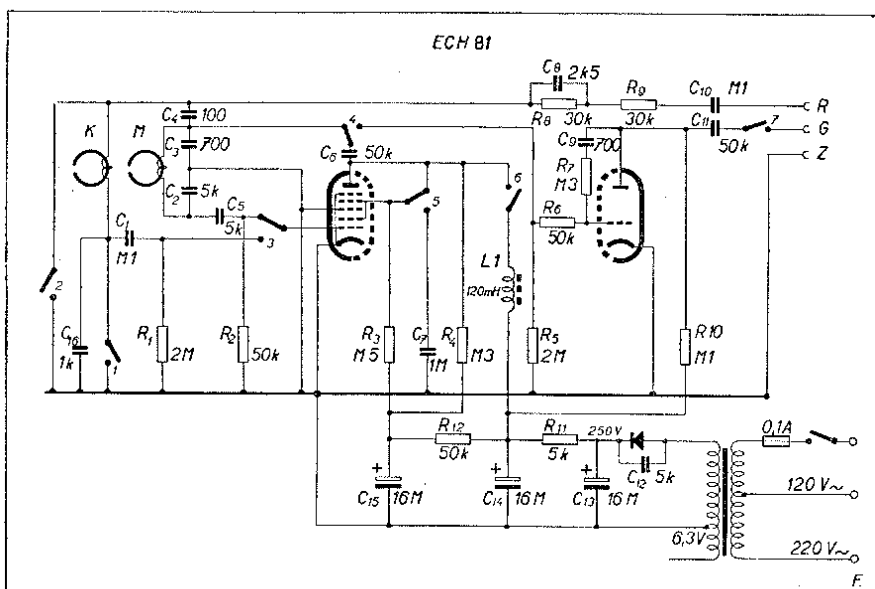 ECH 81
C8 2k5
R8 30k
R9 30k
C10 M1
R
C11 50k
7
G
Z
K
M
C4 100
C3 700
C2 5k
C5 5k
4
C6 50k
C9 700
R7 M3
R6 50k
6
5
3
C1 M1
2
L1 120mH
C16 1k
1
R1 2M
R2 50k
R3 M5
C7 1M
R4 M3
R5 2M
R10 M1
R12 50k
R11 5k
250V
C12 5k
0,1A
+ C15 16M
+ C14 16M
+ C13 16M
120 V~
6,3V
220V~
F.